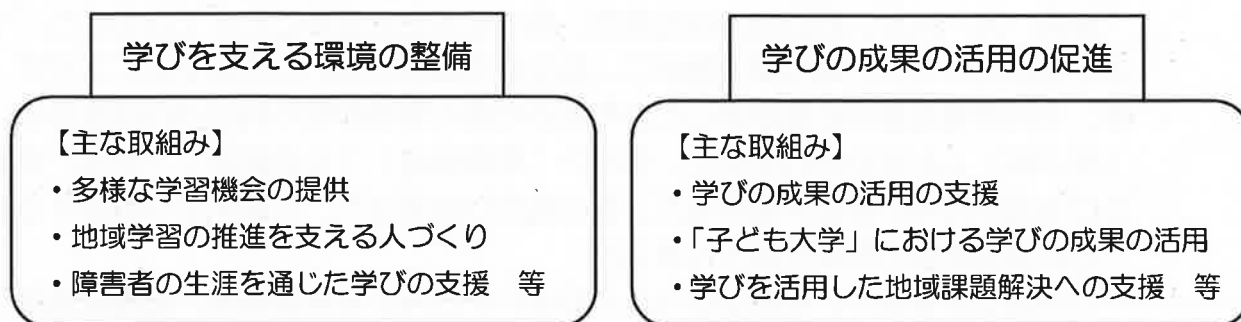 学びを支える環境の整備
【主な取組み】
・多様な学習機会の提供
・地域学習の推進を支える人づくり
・障害者の生涯を通じた学びの支援　等
学びの成果の活用の促進
【主な取組み】
・学びの成果の活用の支援
・「子ども大学」における学びの成果の活用
・学びを活用した地域課題解決への支援　等